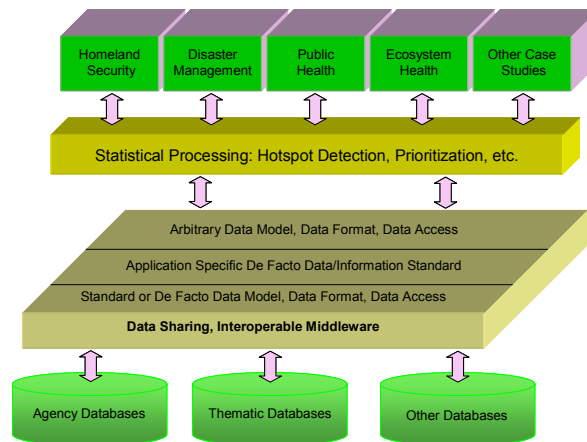 Homeland
Security
Disaster
Management
Public
Health
Ecosystem
Health
Other Case
Studies
Statistical Processing: Hotspot Detection, Prioritization, etc.
Arbitrary Data Model, Data Format, Data Access
Application Specific De Facto Data/Information Standard
Standard or De Facto Data Model, Data Format, Data Access
Data Sharing, Interoperable Middleware
Agency Databases
Thematic Databases
Other Databases